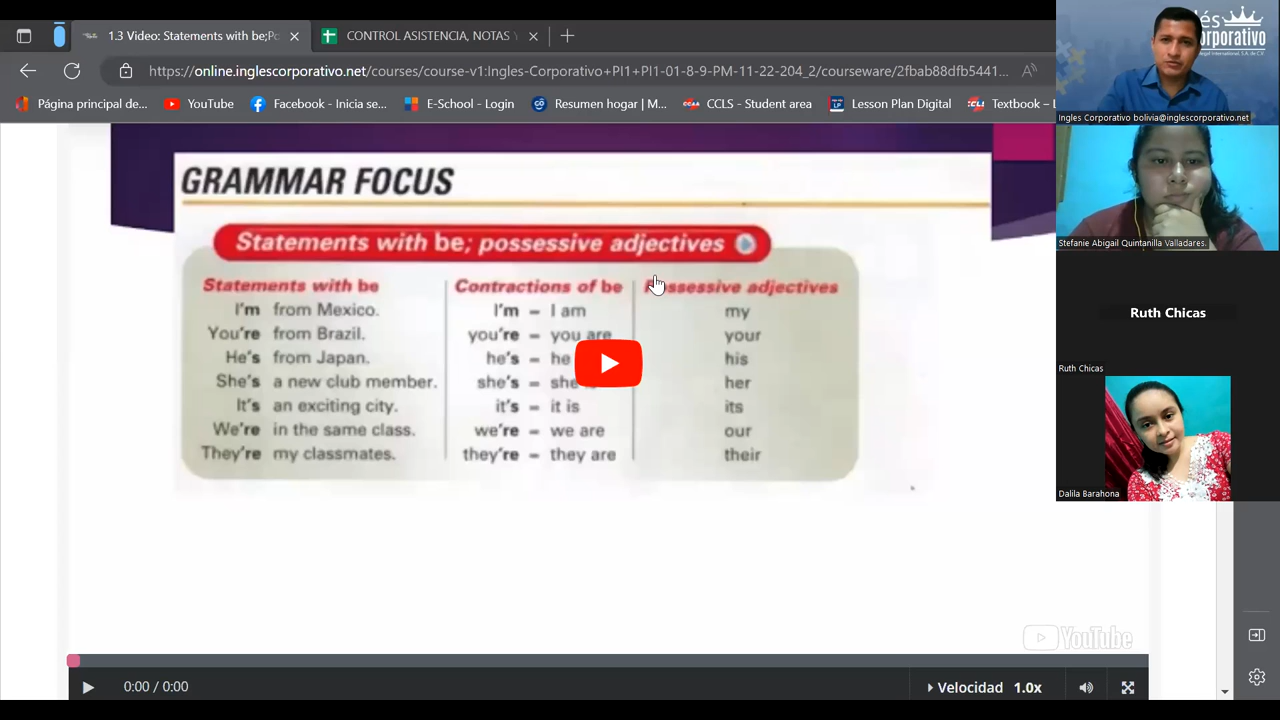 1.3 Video: Statements with be;Po
CONTROL ASISTENCIA, NOTAS Y
https://online.inglescorporativo.net/courses/course-v1:Ingles-Corporativo+PI1+PI1-01-8-9-PM-11-22-204_2/courseware/2fbab88dfb5441...
Página principal de...
YouTube
Facebook - Inicia se...
E-School - Login
Resumen hogar | M...
CCLS - Student area
Lesson Plan Digital
Textbook –
GRAMMAR FOCUS
Statements with be; possessive adjectives
Statements with be
I'm from Mexico.
You're from Brazil.
He's from Japan.
She's a new club member.
It's an exciting city.
We're in the same class.
They're my classmates.
Contractions of be
I'm = I am
you're = you are
he's = he
she's = she
it's = it is
we're = we are
they're = they are
Possessive adjectives
my
your
his
her
its
our
their
YouTube
0:00 / 0:00
Velocidad 1.0x
corporativo
Ingles Corporativo bolivia@inglescorporativo.net
Stefanie Abigail Quintanilla Valladares.
Ruth Chicas
Ruth Chicas
Dalila Barahona